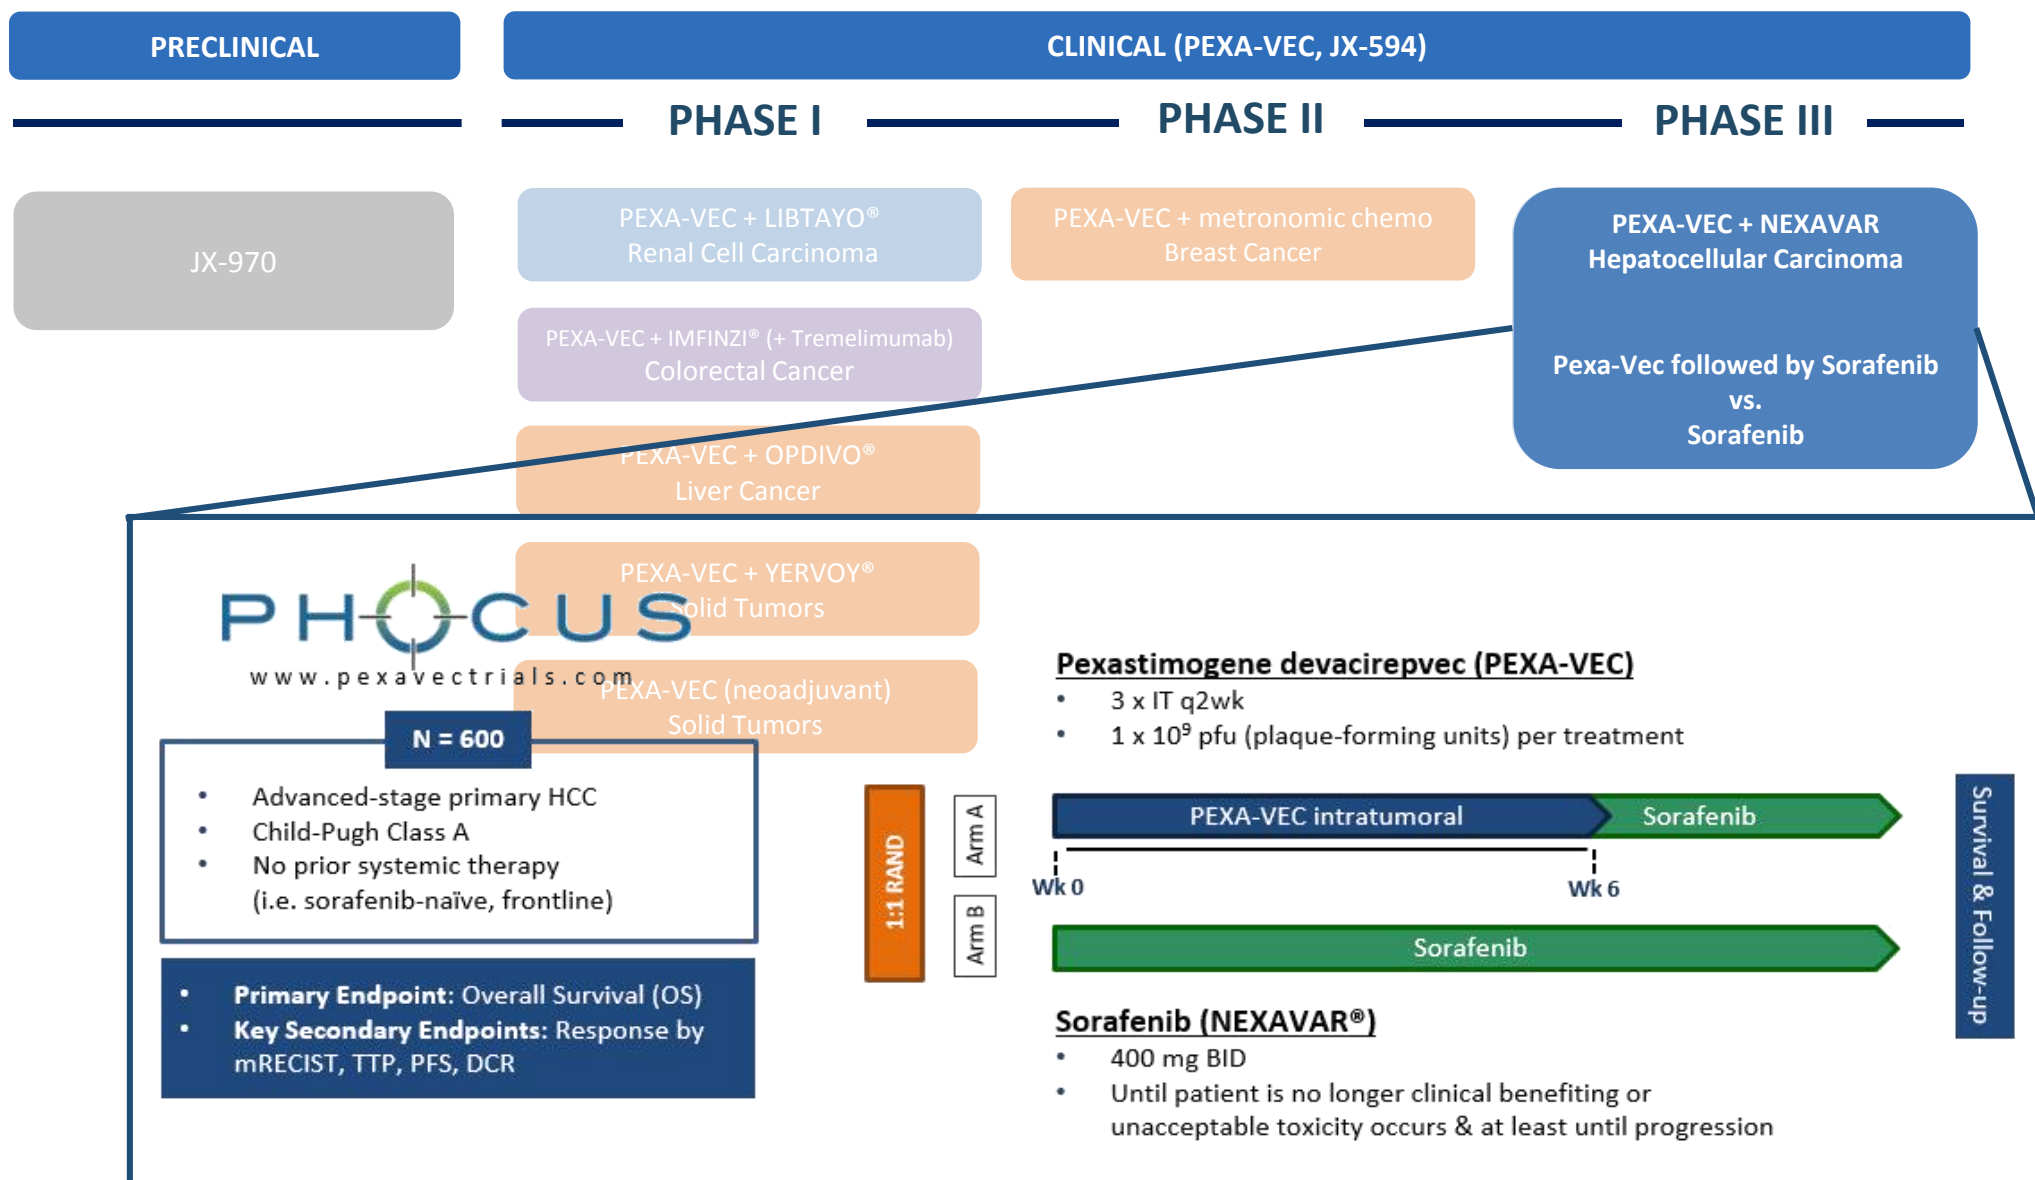 PRECLINICAL
CLINICAL (PEXA-VEC, JX-594)
PHASE I
PHASE II
PHASE III
JX-970
PEXA-VEC + LIBTAYO®
Renal Cell Carcinoma
PEXA-VEC + IMFINZI® (+ Tremelimumab)
Colorectal Cancer
PEXA-VEC + OPDIVO®
Liver Cancer
PEXA-VEC + YERVOY®
Solid Tumors
PEXA-VEC (neoadjuvant)
Solid Tumors
PEXA-VEC + metronomic chemo
Breast Cancer
PEXA-VEC + NEXAVAR
Hepatocellular Carcinoma
Pexa-Vec followed by Sorafenib
vs.
Sorafenib
PHOCUS
www.pexavectrials.com
N = 600
• Advanced-stage primary HCC
• Child-Pugh Class A
• No prior systemic therapy
(i.e. sorafenib-naïve, frontline)
• Primary Endpoint: Overall Survival (OS)
• Key Secondary Endpoints: Response by
mRECIST, TTP, PFS, DCR
1:1 RAND
Arm A
Arm B
Pexastimogene devacirepvec (PEXA-VEC)
• 3 x IT q2wk
• 1 x 10⁹ pfu (plaque-forming units) per treatment
PEXA-VEC intratumoral
Sorafenib
Wk 0
Wk 6
Sorafenib
Sorafenib (NEXAVAR®)
• 400 mg BID
• Until patient is no longer clinical benefiting or
unacceptable toxicity occurs & at least until progression
Survival & Follow-up